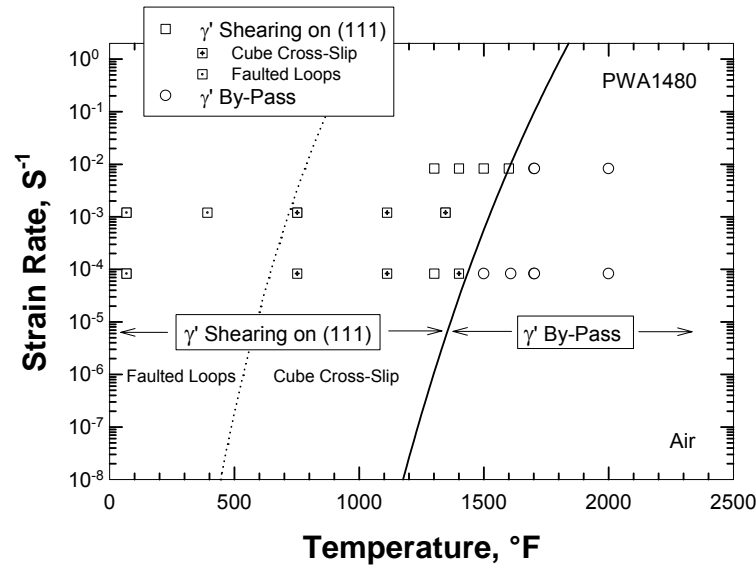 γ' Shearing on (111)
Cube Cross-Slip
Faulted Loops
γ' By-Pass
PWA1480
10^0
10^-1
10^-2
10^-3
10^-4
10^-5
10^-6
10^-7
10^-8
Strain Rate, S^-1
γ' Shearing on (111)
γ' By-Pass
Faulted Loops
Cube Cross-Slip
Air
0
500
1000
1500
2000
2500
Temperature, °F